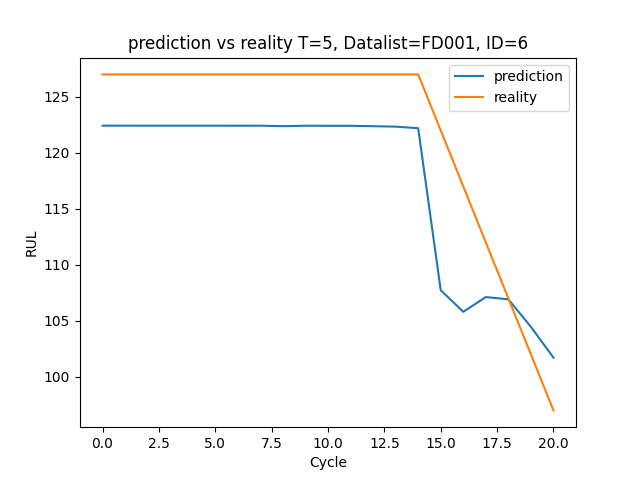 prediction vs reality T=5, Datalist=FD001, ID=6
prediction
reality
125
120
115
110
105
100
RUL
0.0 2.5 5.0 7.5 10.0 12.5 15.0 17.5 20.0
Cycle